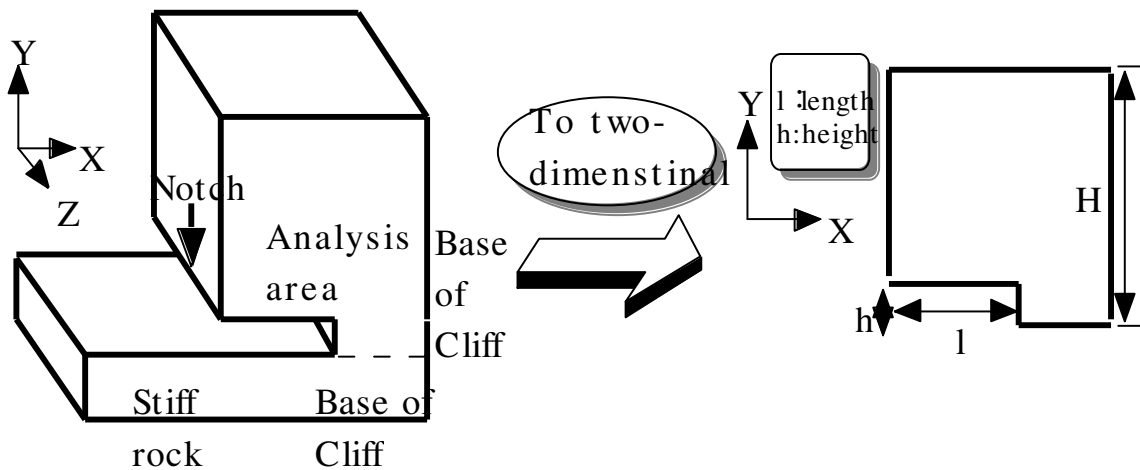 Y
X
Z
Notch
Analysis
area
Base
of
Cliff
Stiff
rock
Base of
Cliff
To two-
dimenstinal
Y
X
l :length
h:height
H
h
l